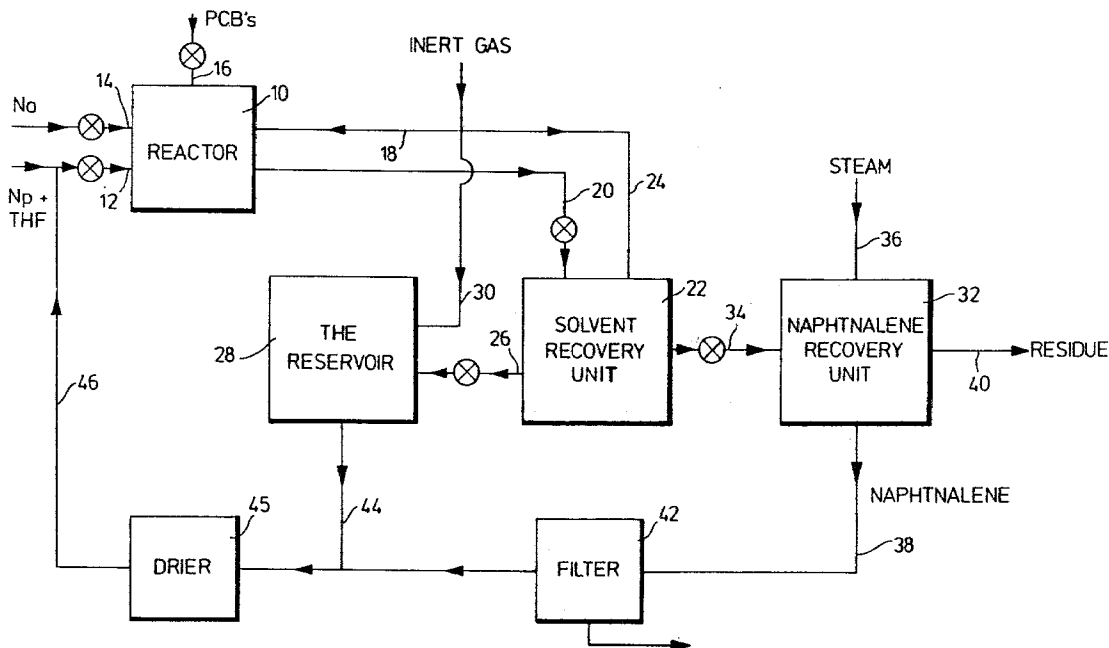 PCB's
INERT GAS
16
14
10
Na
REACTOR
18
12
Np +
THF
20
24
STEAM
36
30
22
32
THE
RESERVOIR
28
26
SOLVENT
RECOVERY
UNIT
34
NAPHTNALENE
RECOVERY
UNIT
RESIDUE
40
46
44
45
DRIER
42
FILTER
NAPHTNALENE
38